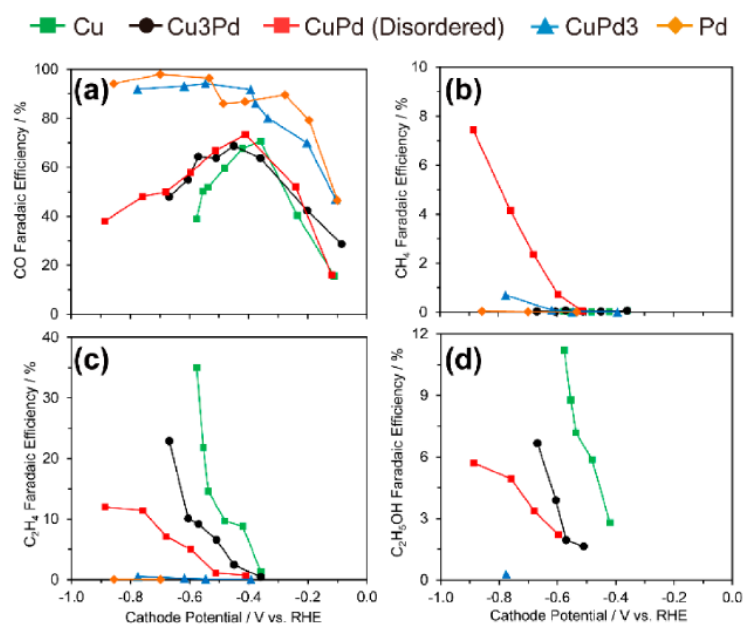 Cu Cu3Pd CuPd (Disordered) CuPd3 Pd
(a)
CO Faradaic Efficiency / %
100
80
60
40
20
0
(b)
CH4 Faradaic Efficiency / %
10
8
6
4
2
0
(c)
C2H4 Faradaic Efficiency / %
40
30
20
10
0
-1.0 -0.8 -0.6 -0.4 -0.2 0.0
Cathode Potential / V vs. RHE
(d)
C2H5OH Faradaic Efficiency / %
12
9
6
3
0
-1.0 -0.8 -0.6 -0.4 -0.2 0.0
Cathode Potential / V vs. RHE